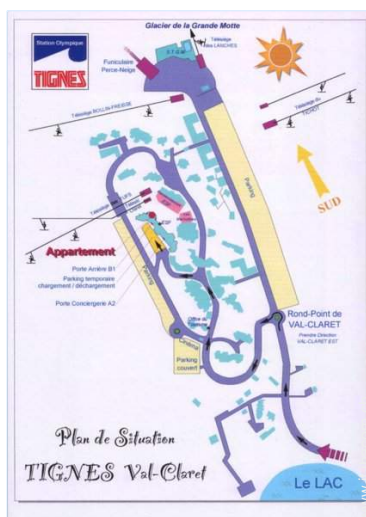 Glacier de la Grande Motte
Station Olympique
TIGNES
Funiculaire
Perce-Neige
Télésiège
des LANCHES
Parking
SUD
Appartement
Porte Arrière B1
Parking temporaire
chargement / déchargement
Porte Conciergerie A2
Parking
Cinéma
Parking
couvert
Rond-Point de
VAL-CLARET
Prendre Direction
VAL-CLARET EST
Plan de Situation
TIGNES Val-Claret
Le LAC